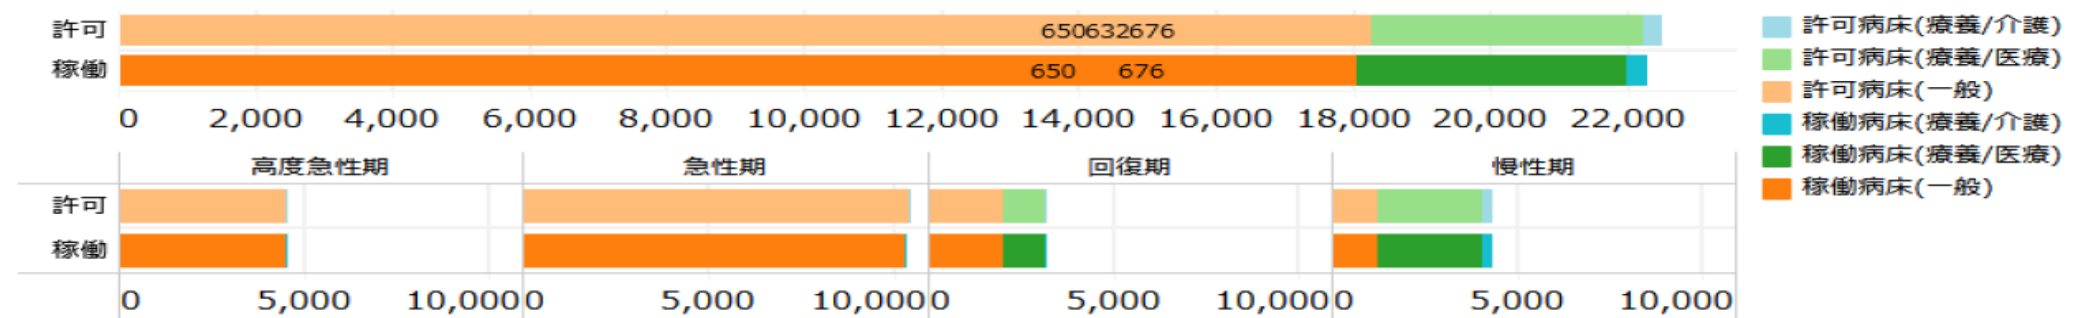 許可 650632676
稼働 650 676
0 2,000 4,000 6,000 8,000 10,000 12,000 14,000 16,000 18,000 20,000 22,000
許可病床(療養/介護)
許可病床(療養/医療)
許可病床(一般)
稼働病床(療養/介護)
稼働病床(療養/医療)
稼働病床(一般)
高度急性期 急性期 回復期 慢性期
許可
稼働
0 5,000 10,000 0 5,000 10,000 0 5,000 10,000 0 5,000 10,000